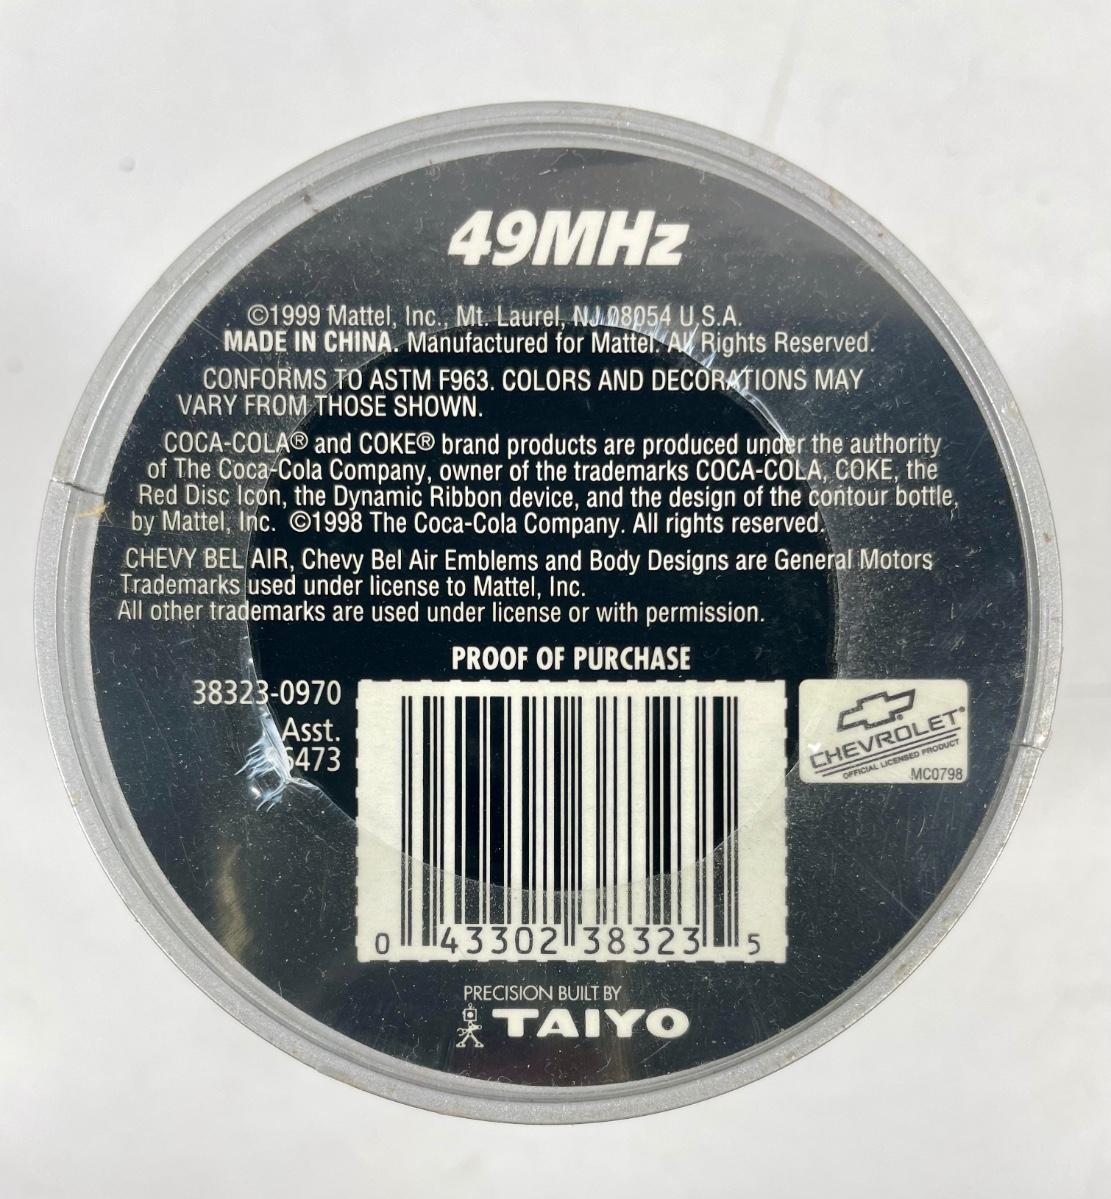 49MHz
©1999 Mattel, Inc., Mt. Laurel, NJ 08054 U.S.A.
MADE IN CHINA. Manufactured for Mattel. All Rights Reserved.
CONFORMS TO ASTM F963. COLORS AND DECORATIONS MAY
VARY FROM THOSE SHOWN.
COCA-COLA® and COKE® brand products are produced under the authority
of The Coca-Cola Company, owner of the trademarks COCA-COLA, COKE, the
Red Disc Icon, the Dynamic Ribbon device, and the design of the contour bottle,
by Mattel, Inc. ©1998 The Coca-Cola Company. All rights reserved.
CHEVY BEL AIR, Chevy Bel Air Emblems and Body Designs are General Motors
Trademarks used under license to Mattel, Inc.
All other trademarks are used under license or with permission.
PROOF OF PURCHASE
38323-0970
Asst.
0 43302 38323 5
CHEVROLET
OFFICIAL LICENSED PRODUCT
MC0798
PRECISION BUILT BY
TAIYO